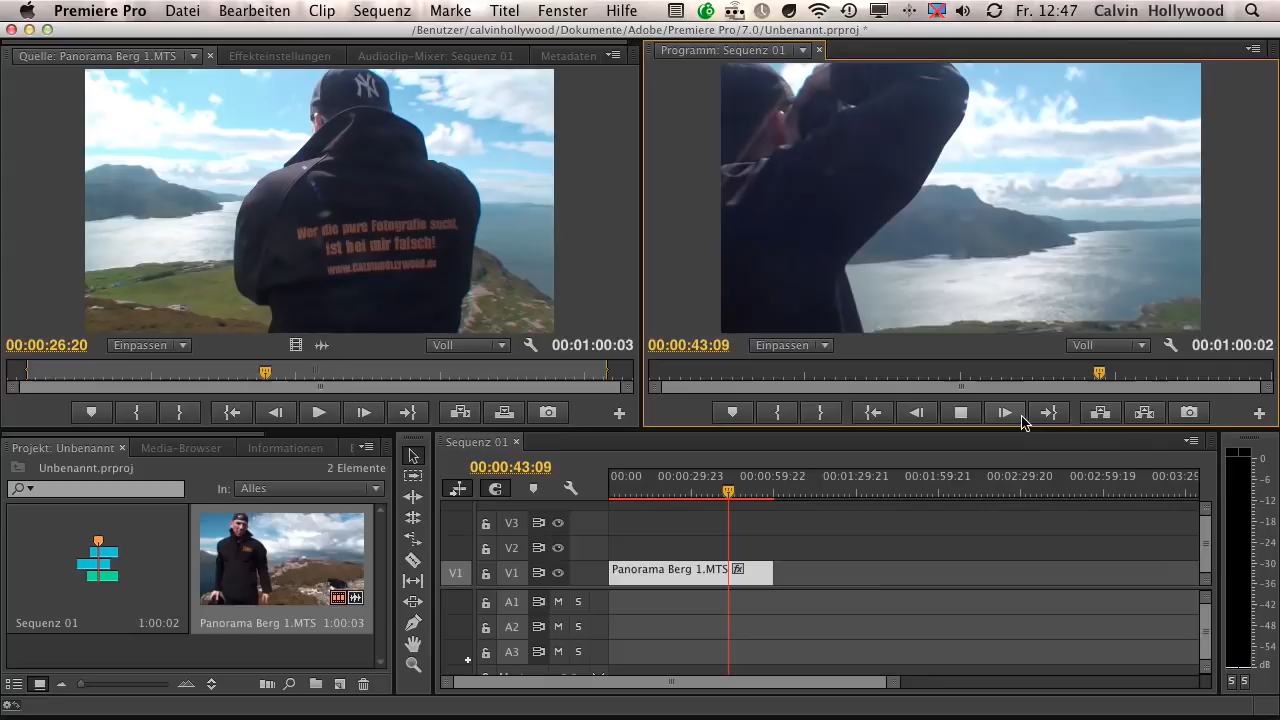 Premiere Pro Datei Bearbeiten Clip Sequenz Marke Titel Fenster Hilfe Fr. 12:47 Calvin Hollywood
/Benutzer/calvinhollywood/Dokumente/Adobe/Premiere Pro/7.0/Unbenannt.prproj *
Quelle: Panorama Berg 1.MTS Effekteinstellungen Audioclip-Mixer: Sequenz 01 Metadaten
Programm: Sequenz 01
NY
Wer die pure Fotografie sucht,
ist bei mir falsch!
www.CALVINHOLLYWOOD.de
00:00:26:20 Einpassen Voll 00:01:00:03
00:00:43:09 Einpassen Voll 00:01:00:02
Projekt: Unbenannt Media-Browser Informationen
Unbenannt.prproj 2 Elemente
In: Alles
Sequenz 01 1:00:02
Panorama Berg 1.MTS 1:00:03
Sequenz 01
00:00:43:09
00:00 00:00:29:23 00:00:59:22 00:01:29:21 00:01:59:21 00:02:29:20 00:02:59:19 00:03:29
V3
V2
V1 V1 Panorama Berg 1.MTS fx
A1 M S
A2 M S
A3 M S
0
-6
-12
-18
-24
-30
-36
-42
-48
-54
dB
S S